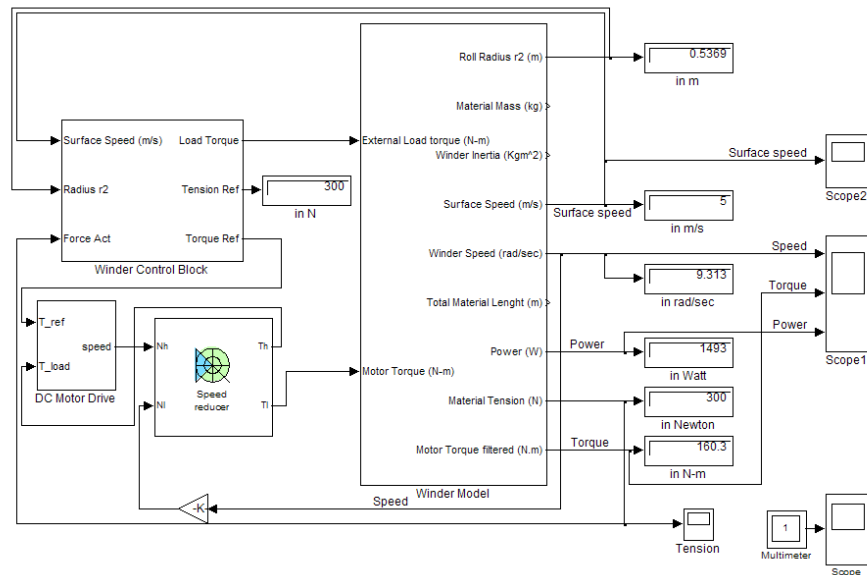 Roll Radius r2 (m)
0.5369
in m
Material Mass (kg)
Surface Speed (m/s)
Load Torque
External Load torque (N-m)
Winder Inertia (Kgm^2)
Surface speed
Scope2
Radius r2
Tension Ref
300
in N
Surface Speed (m/s)
Surface speed
5
in m/s
Force Act
Torque Ref
Winder Control Block
Winder Speed (rad/sec)
Speed
9.313
in rad/sec
Torque
T_ref
speed
T_load
DC Motor Drive
Nh
Th
Nl
Tl
Speed
reducer
Total Material Lenght (m)
Power
Scope1
Power (W)
Power
1493
in Watt
Motor Torque (N-m)
Material Tension (N)
300
in Newton
Motor Torque filtered (N.m)
Torque
160.3
in N-m
Winder Model
-K
Speed
Tension
1
Multimeter
Scope